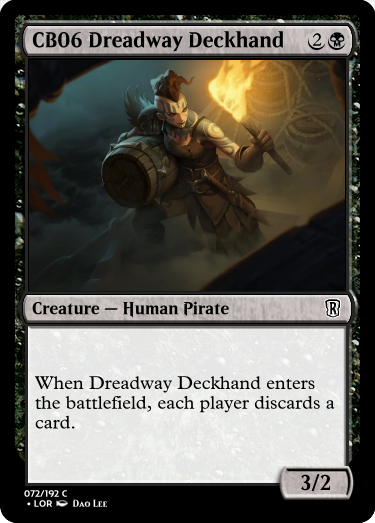 CB06 Dreadway Deckhand 2
Creature — Human Pirate R
When Dreadway Deckhand enters
the battlefield, each player discards a
card.
3/2
072/192 C
• LOR Dao Lee